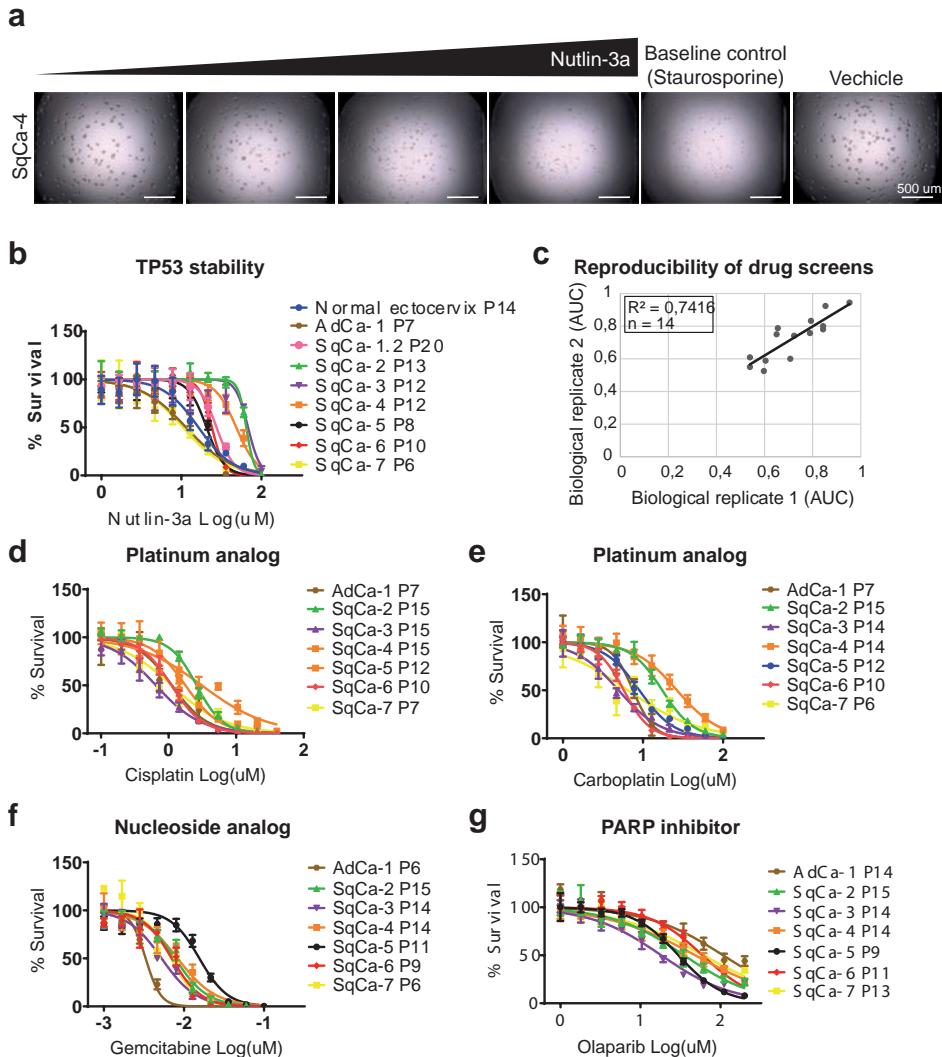 a
Nutlin-3a
Baseline control
(Staurosporine)
Vechicle
SqCa-4
500 um
b
TP53 stability
% Survival
150
100
50
0
0
1
2
Nutlin-3a Log(uM)
Normal ectocervix P14
AdCa-1 P7
SqCa-1.2 P20
SqCa-2 P13
SqCa-3 P12
SqCa-4 P12
SqCa-5 P8
SqCa-6 P10
SqCa-7 P6
c
Reproducibility of drug screens
Biological replicate 2 (AUC)
1
0,8
0,6
0,4
0,2
0
R² = 0,7416
n = 14
0
0,2
0,4
0,6
0,8
1
Biological replicate 1 (AUC)
d
Platinum analog
% Survival
150
100
50
0
-1
0
1
2
Cisplatin Log(uM)
AdCa-1 P7
SqCa-2 P15
SqCa-3 P15
SqCa-4 P15
SqCa-5 P12
SqCa-6 P10
SqCa-7 P7
e
Platinum analog
% Survival
150
100
50
0
0
1
2
Carboplatin Log(uM)
AdCa-1 P7
SqCa-2 P15
SqCa-3 P14
SqCa-4 P14
SqCa-5 P12
SqCa-6 P10
SqCa-7 P6
f
Nucleoside analog
% Survival
150
100
50
0
-3
-2
-1
Gemcitabine Log(uM)
AdCa-1 P6
SqCa-2 P15
SqCa-3 P14
SqCa-4 P14
SqCa-5 P11
SqCa-6 P9
SqCa-7 P6
g
PARP inhibitor
% Survival
150
100
50
0
0
1
2
Olaparib Log(uM)
AdCa-1 P14
SqCa-2 P15
SqCa-3 P14
SqCa-4 P14
SqCa-5 P9
SqCa-6 P11
SqCa-7 P13